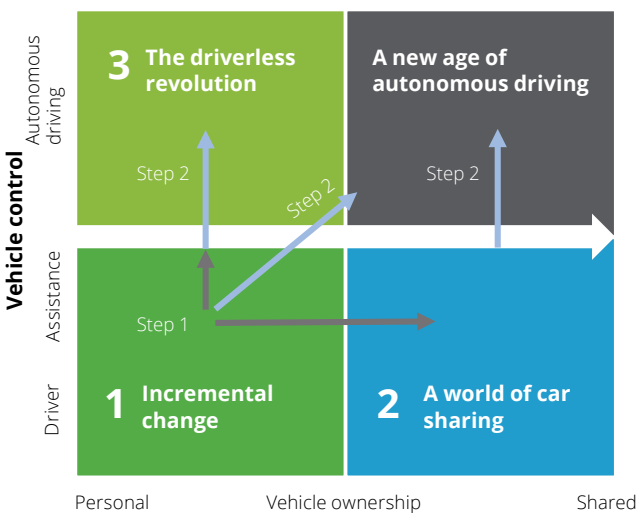 3 The driverless
revolution
A new age of
autonomous driving
Autonomous
driving
Step 2
Step 2
Step 2
Vehicle control
Assistance
Step 1
Driver
1 Incremental
change
2 A world of car
sharing
Personal
Vehicle ownership
Shared